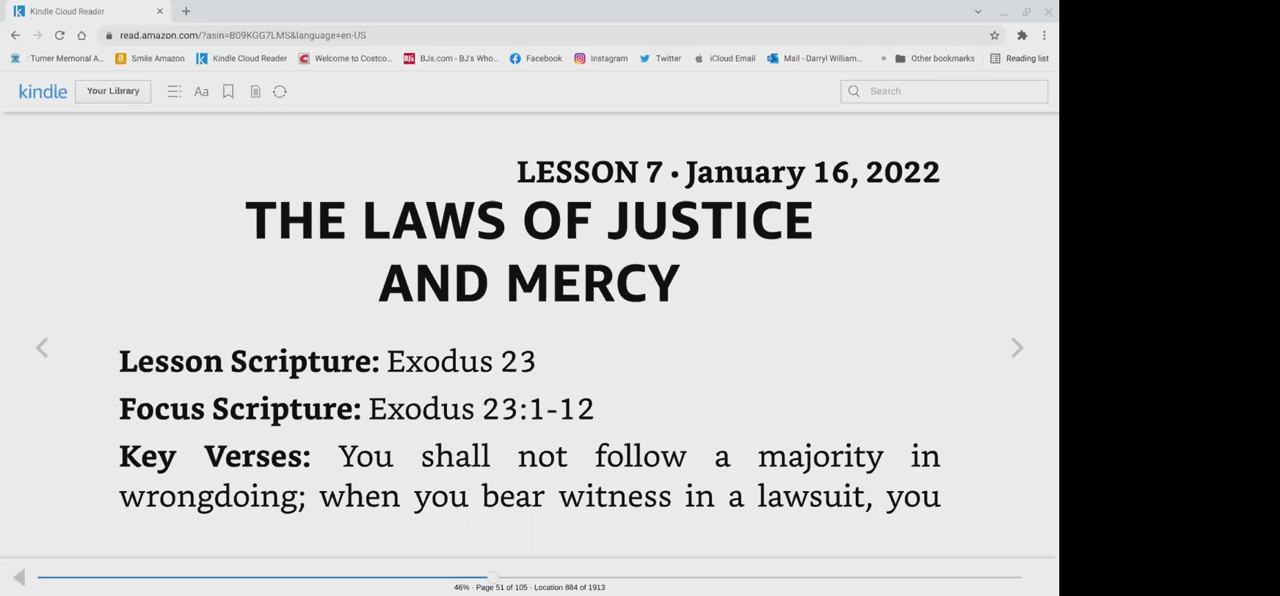 Kindle Cloud Reader
read.amazon.com/?asin=B09KGG7LMS&language=en-US
: Turner Memorial A... Smile Amazon Kindle Cloud Reader Welcome to Costco... BJs.com - BJ's Who... Facebook Instagram Twitter iCloud Email Mail - Darryl William... » Other bookmarks Reading list
kindle Your Library Aa Search
LESSON 7 • January 16, 2022
THE LAWS OF JUSTICE
AND MERCY
Lesson Scripture: Exodus 23
Focus Scripture: Exodus 23:1-12
Key Verses: You shall not follow a majority in
wrongdoing; when you bear witness in a lawsuit, you
46% · Page 51 of 105 · Location 884 of 1913